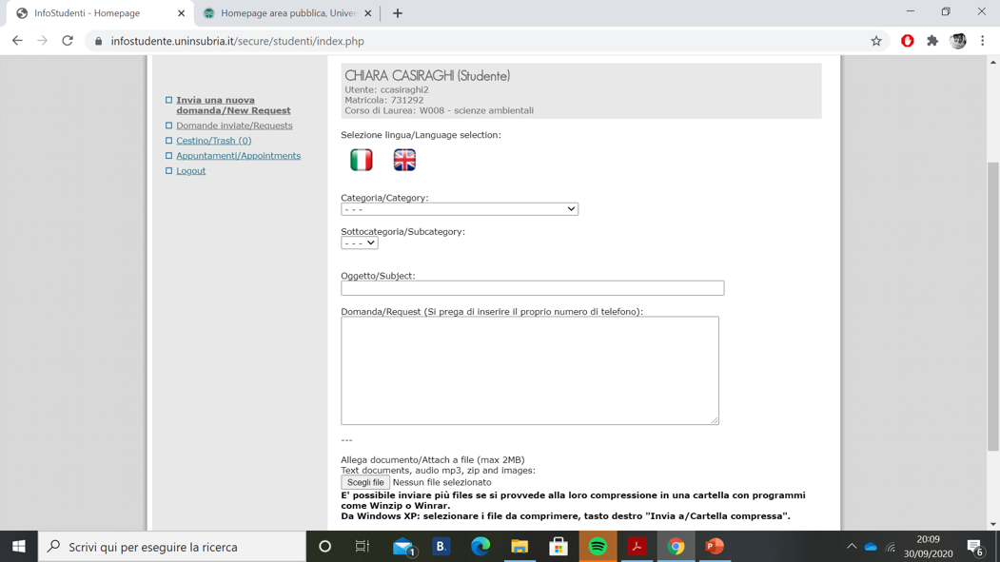 InfoStudenti - Homepage
Homepage area pubblica, Univer
infostudente.uninsubria.it/secure/studenti/index.php
Invia una nuova
domanda/New Request
Domande inviate/Requests
Cestino/Trash (0)
Appuntamenti/Appointments
Logout
CHIARA CASIRAGHI (Studente)
Utente: ccasiraghi2
Matricola: 731292
Corso di Laurea: W008 - scienze ambientali
Selezione lingua/Language selection:
Categoria/Category:
- - -
Sottocategoria/Subcategory:
- - -
Oggetto/Subject:
Domanda/Request (Si prega di inserire il proprio numero di telefono):
---
Allega documento/Attach a file (max 2MB)
Text documents, audio mp3, zip and images:
Scegli file Nessun file selezionato
E' possibile inviare più files se si provvede alla loro compressione in una cartella con programmi
come Winzip o Winrar.
Da Windows XP: selezionare i file da comprimere, tasto destro "Invia a/Cartella compressa".
Scrivi qui per eseguire la ricerca
1
B.
P
20:09
30/09/2020
6